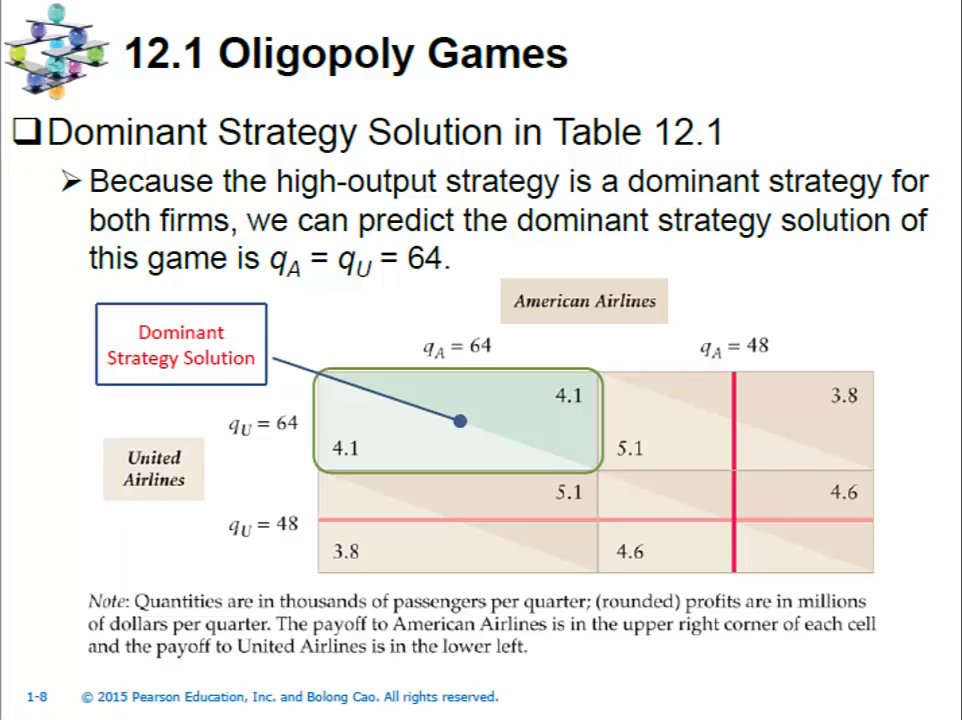 12.1 Oligopoly Games
❑Dominant Strategy Solution in Table 12.1
➢Because the high-output strategy is a dominant strategy for
both firms, we can predict the dominant strategy solution of
this game is qA = qU = 64.
American Airlines
Dominant
Strategy Solution
qA = 64
qA = 48
qU = 64
4.1
3.8
4.1
5.1
United
Airlines
qU = 48
5.1
4.6
3.8
4.6
Note: Quantities are in thousands of passengers per quarter; (rounded) profits are in millions
of dollars per quarter. The payoff to American Airlines is in the upper right corner of each cell
and the payoff to United Airlines is in the lower left.
1-8 © 2015 Pearson Education, Inc. and Bolong Cao. All rights reserved.